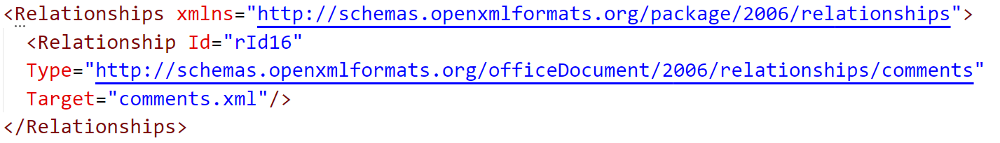 <Relationships xmlns="http://schemas.openxmlformats.org/package/2006/relationships">
<Relationship Id="rId16"
Type="http://schemas.openxmlformats.org/officeDocument/2006/relationships/comments"
Target="comments.xml"/>
</Relationships>